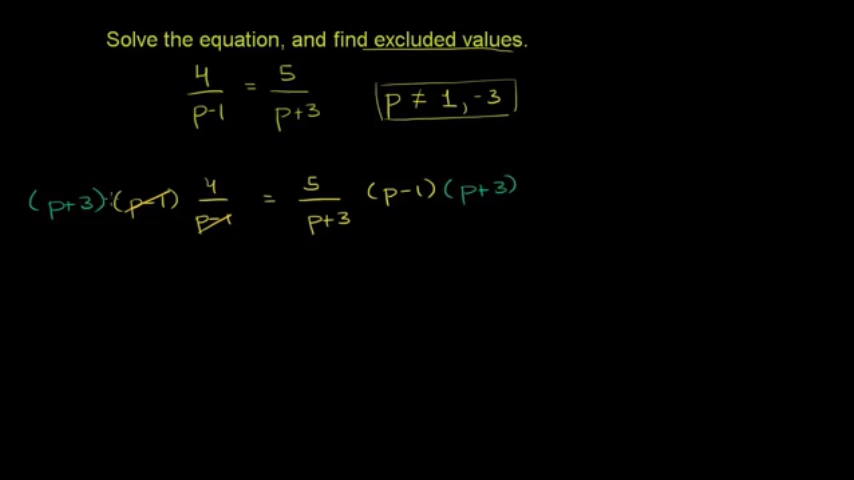 Solve the equation, and find excluded values.
4/(p-1) = 5/(p+3) p ≠ 1, -3
(p+3)·(p-1) 4/(p-1) = 5/(p+3) (p-1)(p+3)